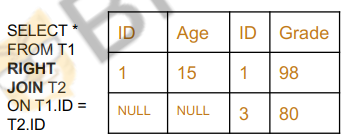 SELECT *
FROM T1
RIGHT
JOIN T2
ON T1.ID =
T2.ID
ID Age ID Grade
1 15 1 98
NULL NULL 3 80